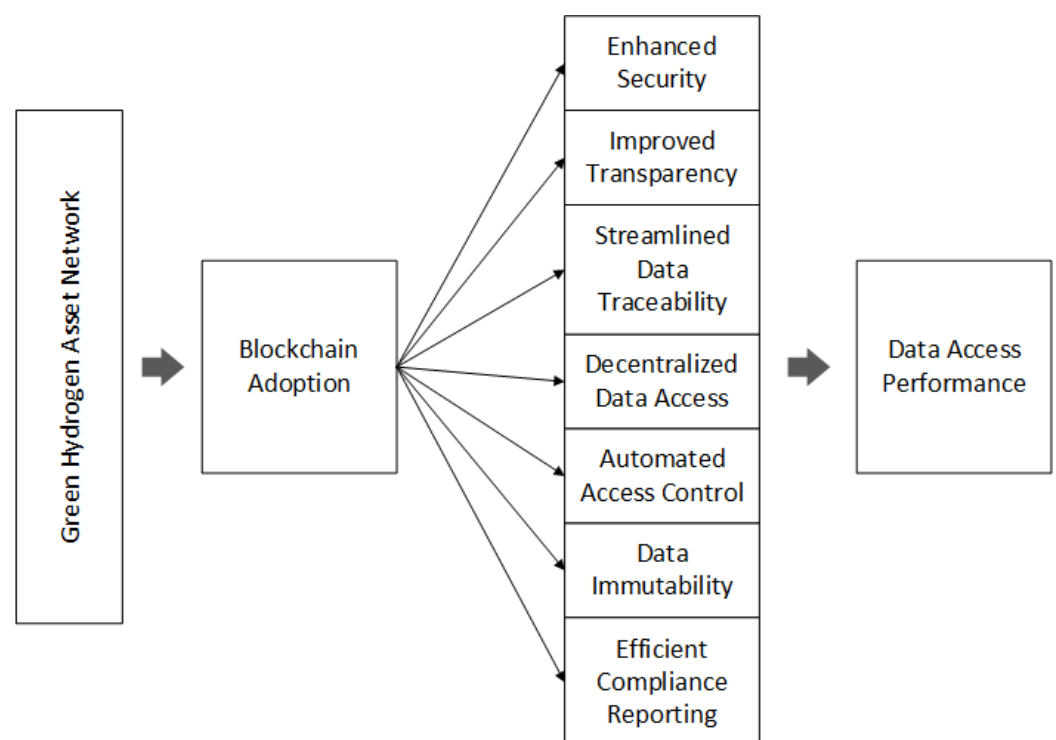 Green Hydrogen Asset Network
Blockchain
Adoption
Enhanced
Security
Improved
Transparency
Streamlined
Data
Traceability
Decentralized
Data Access
Automated
Access Control
Data
Immutability
Efficient
Compliance
Reporting
Data Access
Performance